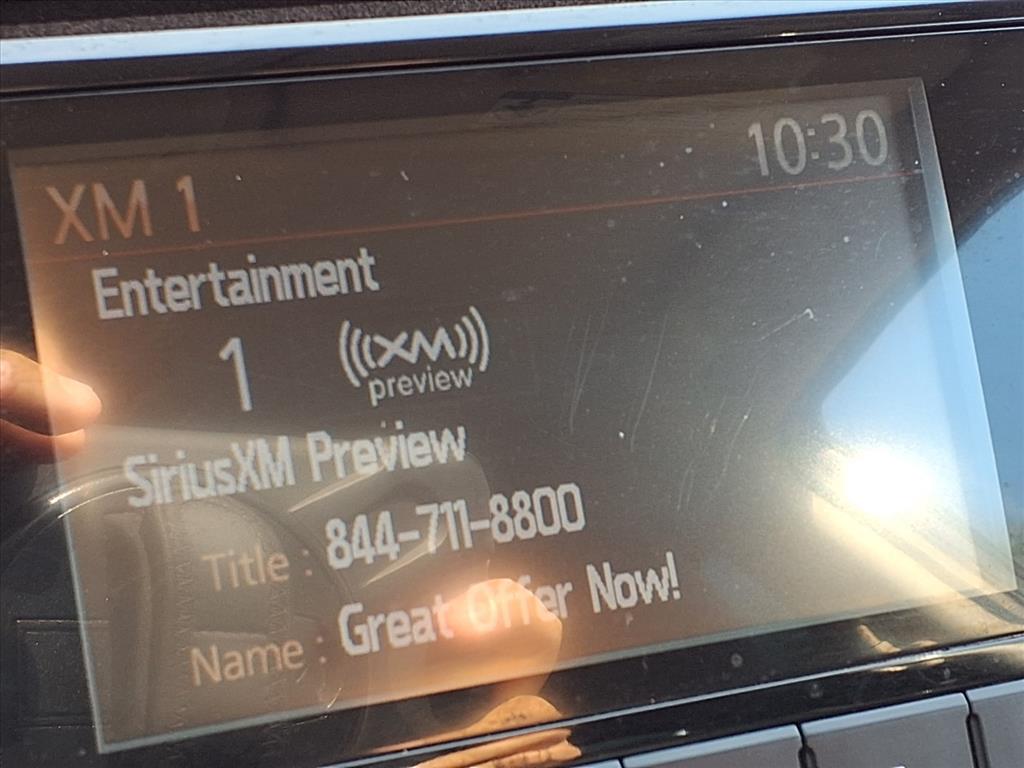 XM 1 10:30
Entertainment
1 (((XM)))
preview
SiriusXM Preview
Title : 844-711-8800
Name : Great Offer Now!